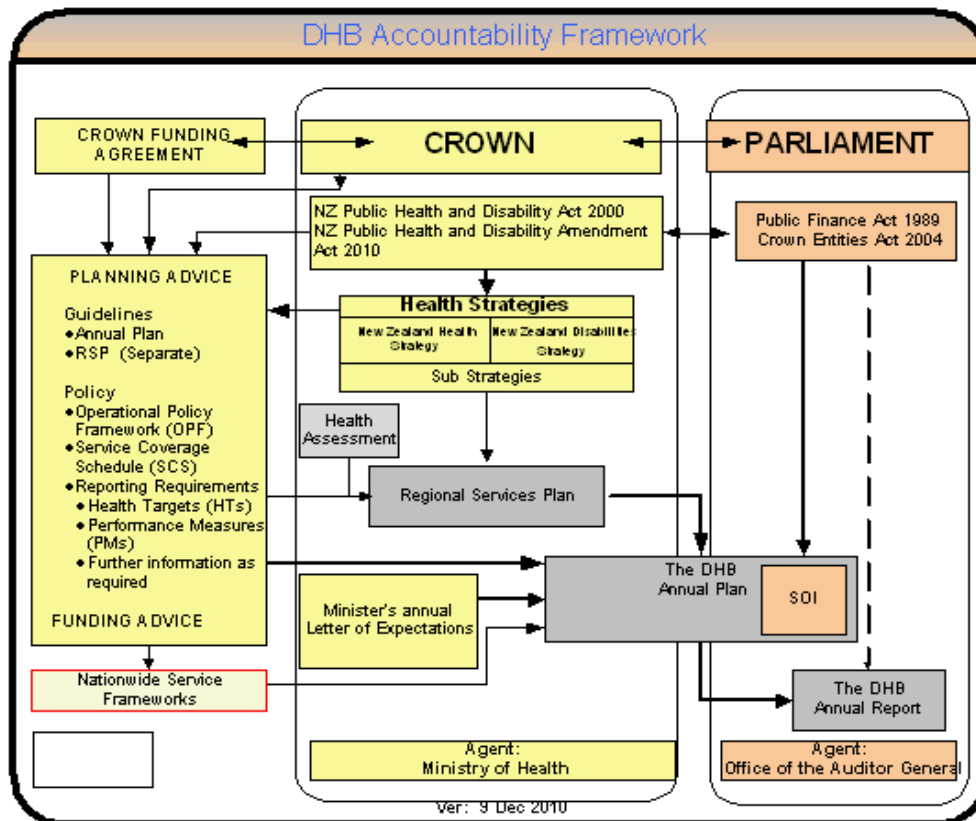 DHB Accountability Framework
CROWN FUNDING
AGREEMENT
CROWN
PARLIAMENT
NZ Public Health and Disability Act 2000
NZ Public Health and Disability Amendment
Act 2010
Public Finance Act 1989
Crown Entities Act 2004
PLANNING ADVICE
Guidelines
●Annual Plan
●RSP (Separate)
Policy
●Operational Policy
Framework (OPF)
●Service Coverage
Schedule (SCS)
●Reporting Requirements
●Health Targets (HTs)
●Performance Measures
(PMs)
●Further information as
required
FUNDING ADVICE
Health Strategies
New Zealand Health
Strategy
New Zealand Disabilities
Strategy
Sub Strategies
Health
Assessment
Regional Services Plan
The DHB
Annual Plan
SOI
Minister's annual
Letter of Expectations
Nationwide Service
Frameworks
The DHB
Annual Report
Agent:
Ministry of Health
Agent:
Office of the Auditor General
Ver: 9 Dec 2010